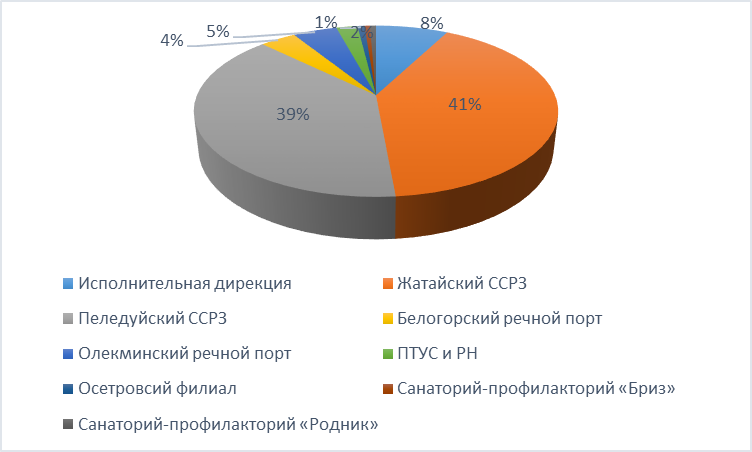 1%
8%
5%
2%
4%
41%
39%
Исполнительная дирекция
Жатайский ССРЗ
Пеледуйский ССРЗ
Белогорский речной порт
Олекминский речной порт
ПТУС и РН
Осетровсий филиал
Санаторий-профилакторий «Бриз»
Санаторий-профилакторий «Родник»